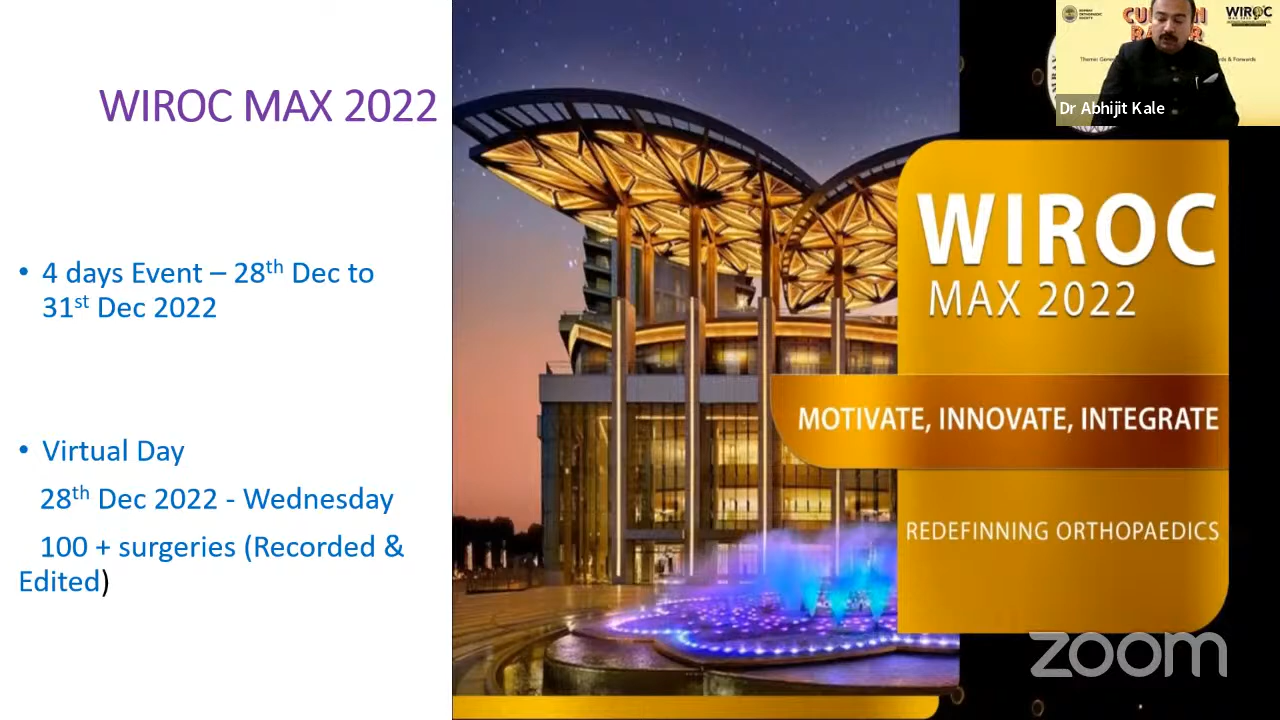 WIROC MAX 2022
• 4 days Event – 28th Dec to
31st Dec 2022
• Virtual Day
28th Dec 2022 - Wednesday
100 + surgeries (Recorded &
Edited)
WIROC
MAX 2022
MOTIVATE, INNOVATE, INTEGRATE
REDEFINNING ORTHOPAEDICS
WIROC
Dr Abhijit Kale
zoom